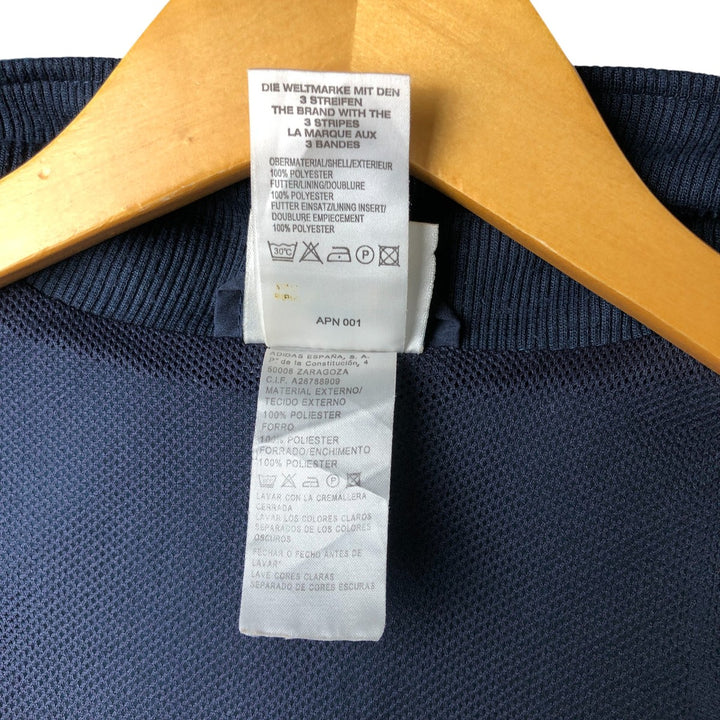 DIE WELTMARKE MIT DEN
3 STREIFEN
THE BRAND WITH THE
3 STRIPES
LA MARQUE AUX
3 BANDES
OBERMATERIAL/SHELL/EXTERIEUR
100% POLYESTER
FUTTER/LINING/DOUBLURE
100% POLYESTER
FUTTER EINSATZ/LINING INSERT/
DOUBLURE EMPIECEMENT
100% POLYESTER
30°C P
APN 001
ADIDAS ESPAÑA, S. A.
Pº de la Constitución, 4
50008 ZARAGOZA
C.I.F. A28788909
MATERIAL EXTERNO/
TECIDO EXTERNO
100% POLIESTER
FORRO
100% POLIESTER
FORRADO/ENCHIMENTO
100% POLIESTER
P
LAVAR CON LA CREMALLERA
CERRADA
LAVAR LOS COLORES CLAROS
SEPARADOS DE LOS COLORES
OSCUROS
FECHAR O FECHO ANTES DE
LAVAR*
LAVE CORES CLARAS
SEPARADO DE CORES ESCURAS